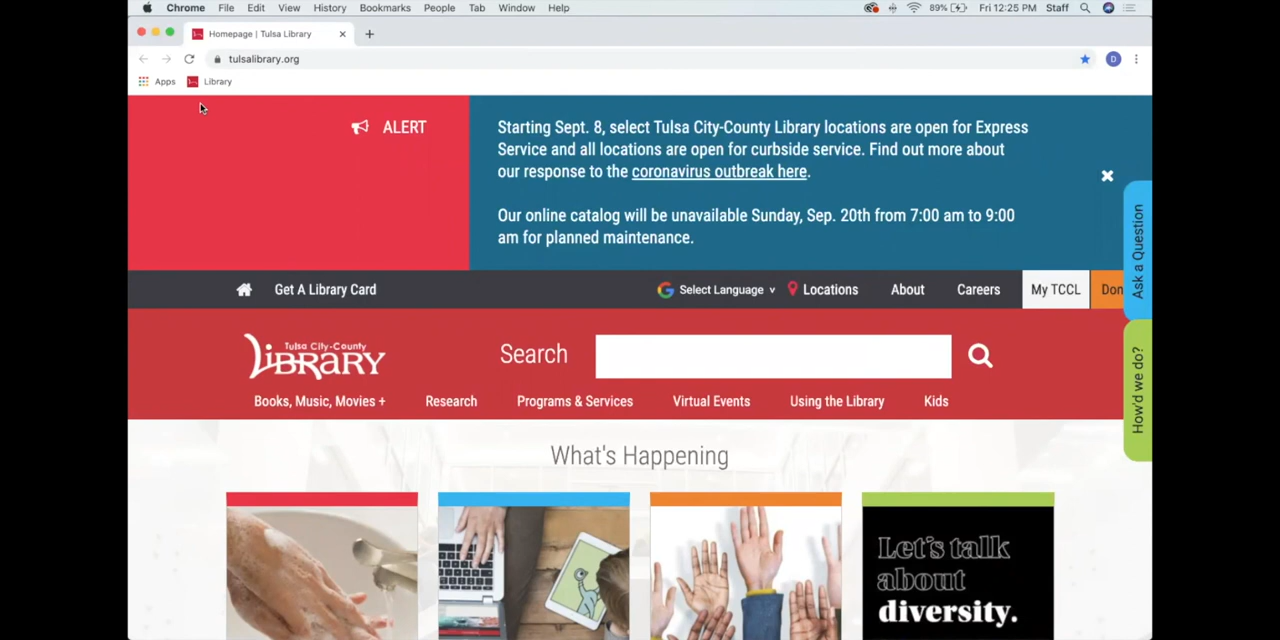 Chrome File Edit View History Bookmarks People Tab Window Help 89% Fri 12:25 PM Staff
Homepage | Tulsa Library
tulsalibrary.org D
Apps Library
ALERT
Starting Sept. 8, select Tulsa City-County Library locations are open for Express
Service and all locations are open for curbside service. Find out more about
our response to the coronavirus outbreak here.
Our online catalog will be unavailable Sunday, Sep. 20th from 7:00 am to 9:00
am for planned maintenance.
Ask a Question
Get A Library Card Select Language v Locations About Careers My TCCL Don
Tulsa City-County
LIBRARY
Search
How'd we do?
Books, Music, Movies + Research Programs & Services Virtual Events Using the Library Kids
What's Happening
Let's talk
about
diversity.